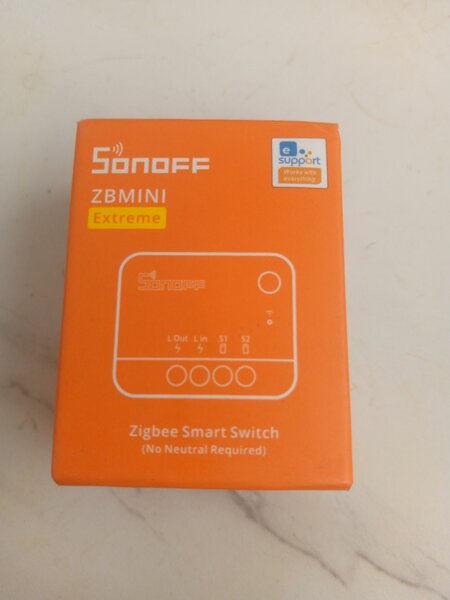 SONOFF
ZBMINI
Extreme
e
support
Works with
everything
SONOFF
L Out L in S1 S2
Zigbee Smart Switch
(No Neutral Required)